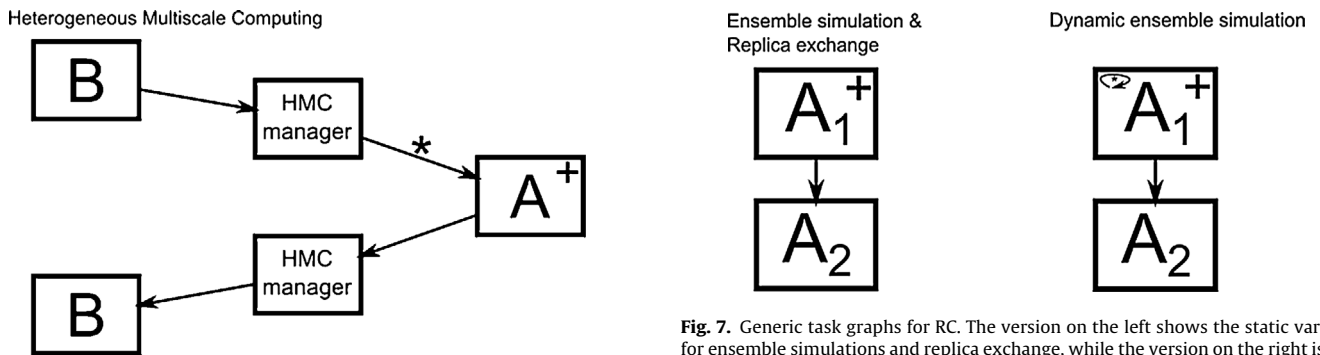 Heterogeneous Multiscale Computing
B
HMC
manager
*
A+
HMC
manager
B
Ensemble simulation &
Replica exchange
A1+
A2
Dynamic ensemble simulation
*
A1+
A2
Fig. 7. Generic task graphs for RC. The version on the left shows the static var
for ensemble simulations and replica exchange, while the version on the right is